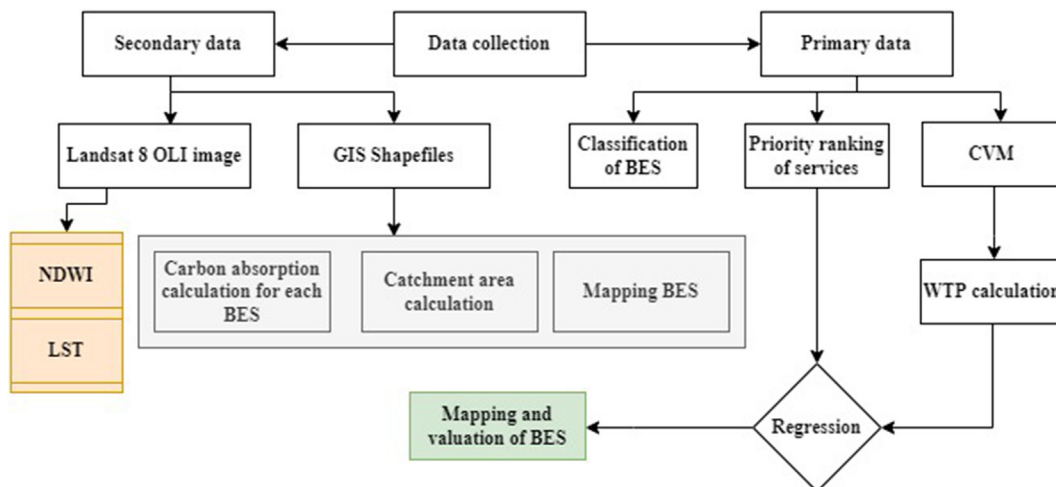 Secondary data
Data collection
Primary data
Landsat 8 OLI image
GIS Shapefiles
Classification
of BES
Priority ranking
of services
CVM
NDWI
LST
Carbon absorption
calculation for each
BES
Catchment area
calculation
Mapping BES
WTP calculation
Mapping and
valuation of BES
Regression